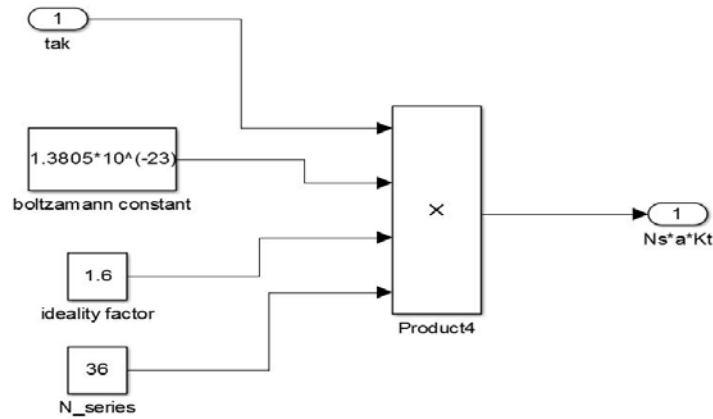 1
tak
1.3805*10^(-23)
boltzamann constant
1.6
ideality factor
36
N_series
×
Product4
1
Ns*a*Kt